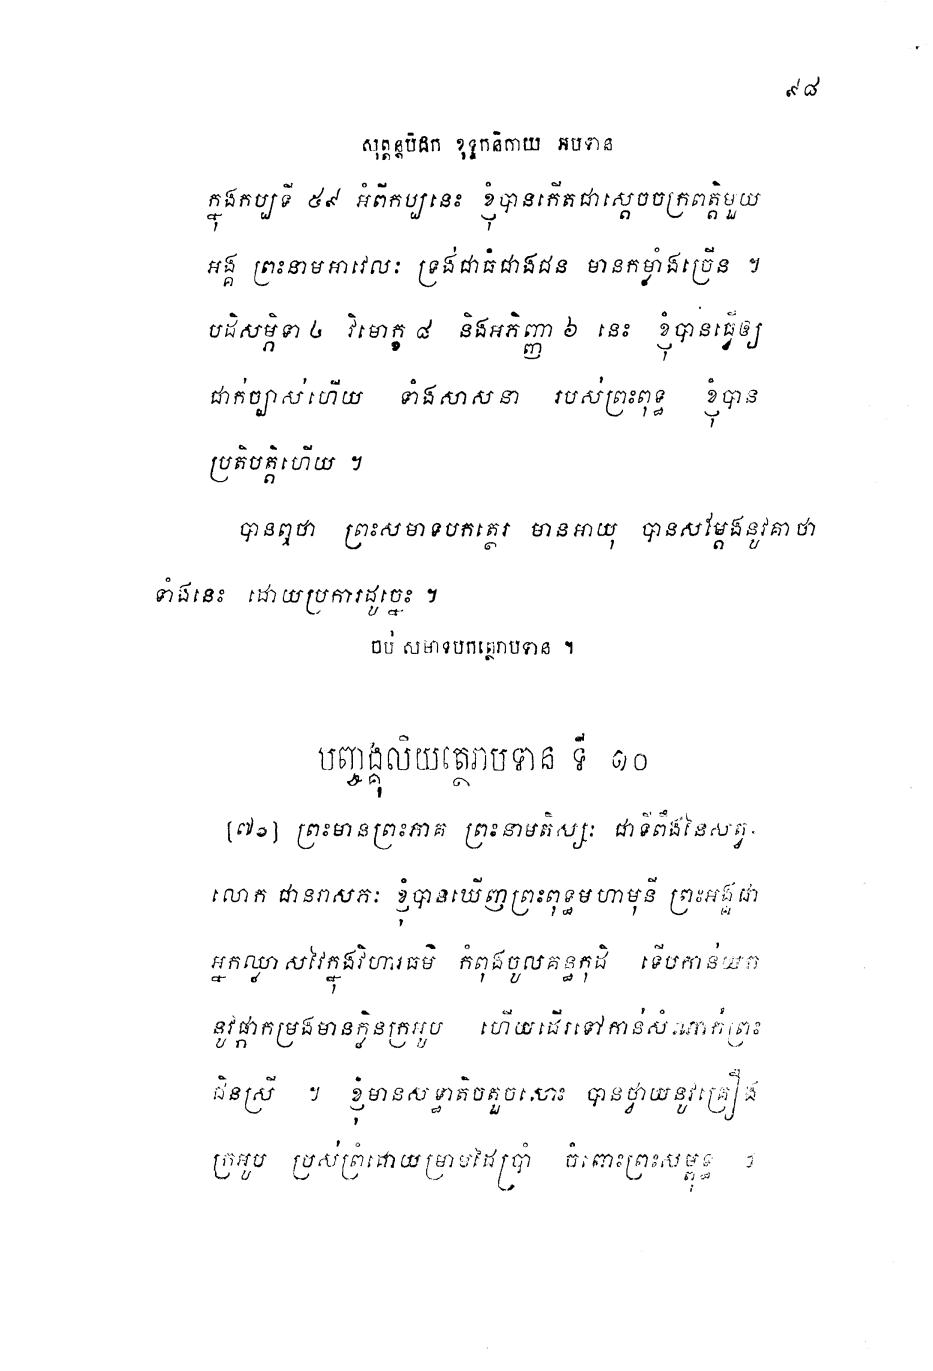 ៩៨
សុត្តន្តបិដក ខុទ្ទកនិកាយ អបទាន
ក្នុងកប្បទី ៥៩ អំពីកប្បនេះ ខ្ញុំបានកើតជាស្តេចចក្រពត្តិមួយ
អង្គ ព្រះនាមអាវេលៈ ទ្រង់ជាធំជាងជន មានកម្លាំងច្រើន ។
បដិសម្ភិទា ៤ វិមោក្ខ ៨ និងអភិញ្ញា ៦ នេះ ខ្ញុំបានធ្វើឲ្យ
ជាក់ច្បាស់ហើយ ទាំងសាសនា របស់ព្រះពុទ្ធ ខ្ញុំបាន
ប្រតិបត្តិហើយ ។
បានឮថា ព្រះសមាទបកត្ថេរ មានអាយុ បានសម្តែងនូវគាថា
ទាំងនេះ ដោយប្រការដូច្នេះ ។
ចប់ សមាទបកត្ថេរាបទាន ។
បញ្ចង្គុលិយត្ថេរាបទាន ទី ១០
[៧១] ព្រះមានព្រះភាគ ព្រះនាមតិស្សៈ ជាទីពឹងនៃសត្វ
លោក ជានរាសភៈ ខ្ញុំបានឃើញព្រះពុទ្ធមហាមុនី ព្រះអង្គជា
អ្នកឈ្លាសវៃក្នុងវិហារធម៌ កំពុងចូលគន្ធកុដិ ទើបកាន់យក
នូវផ្កាកម្រងមានក្លិនក្រអូប ហើយដើរទៅកាន់សំណាក់ព្រះ
ជិនស្រី ។ ខ្ញុំមានសទ្ធាតិចតួចសោះ បានថ្វាយនូវគ្រឿង
ក្រអូប ប្រស់ព្រំដោយម្រាមដៃប្រាំ ចំពោះព្រះសម្ពុទ្ធ ។